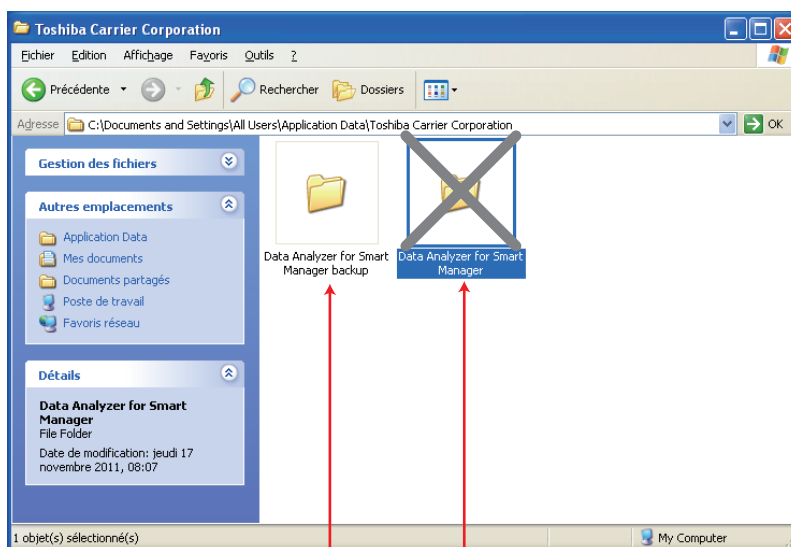 Toshiba Carrier Corporation
Eichier Edition Affichage Favoris Outils ?
Précédente Rechercher Dossiers
Adresse C:\Documents and Settings\All Users\Application Data\Toshiba Carrier Corporation OK
Gestion des fichiers
Autres emplacements
Application Data
Mes documents
Documents partagés
Poste de travail
Favoris réseau
Détails
Data Analyzer for Smart
Manager
File Folder
Date de modification: jeudi 17
novembre 2011, 08:07
Data Analyzer for Smart
Manager backup
Data Analyzer for Smart
Manager
1 objet(s) sélectionné(s) My Computer